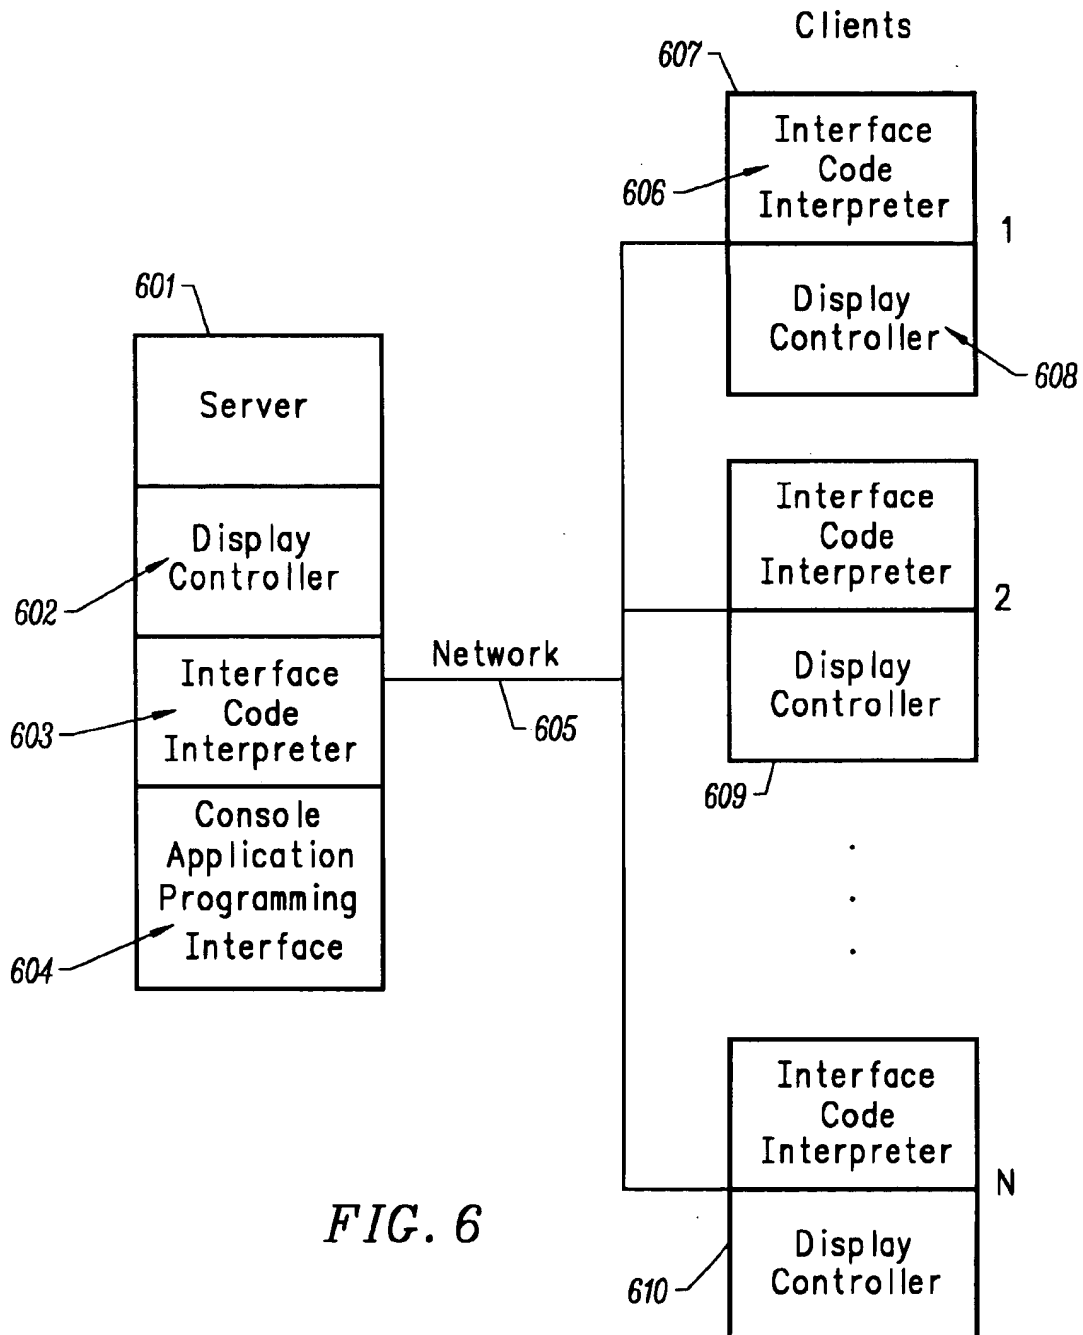 Clients
607
Interface
Code
Interpreter
606
1
Display
Controller
608
601
Server
Display
Controller
602
Interface
Code
Interpreter
603
Console
Application
Programming
Interface
604
Network
605
Interface
Code
Interpreter
2
Display
Controller
609
Interface
Code
Interpreter
N
Display
Controller
610
FIG. 6